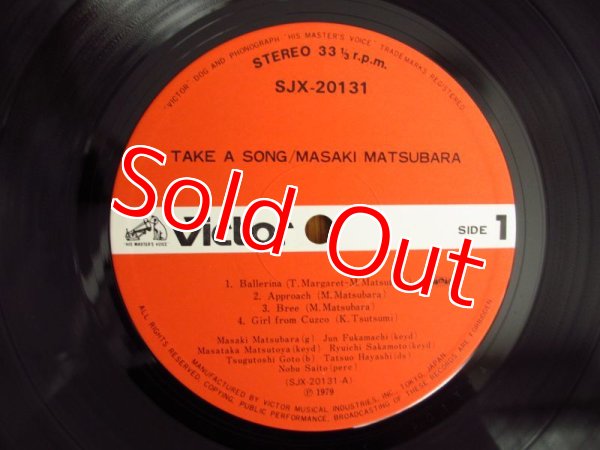 "VICTOR" DOG AND PHONOGRAPH "HIS MASTER'S VOICE" TRADEMARKS REGISTERED
STEREO 33 1/3 r.p.m.
SJX-20131
TAKE A SONG/MASAKI MATSUBARA
"HIS MASTER'S VOICE"
Victor
SIDE 1
Sold Out
1. Ballerina (T. Margaret-M. Matsu
2. Approach (M. Matsubara)
3. Bree (M. Matsubara)
4. Girl from Cuzco (K. Tsutsumi)
Masaki Matsubara (g) Jun Fukamachi (keyd)
Masataka Matsutoya (keyd) Ryuichi Sakamoto (keyd)
Tsugutoshi Goto (b) Tatsuo Hayashi (ds)
Nobu Saito (perc)
(SJX-20131-A)
Ⓟ 1979
ALL RIGHTS RESERVED. COPYING, PUBLIC PERFORMANCE, BROADCASTING OF THESE RECORDS ARE FORBIDDEN
MANUFACTURED BY VICTOR MUSICAL INDUSTRIES, INC. TOKYO, JAPAN